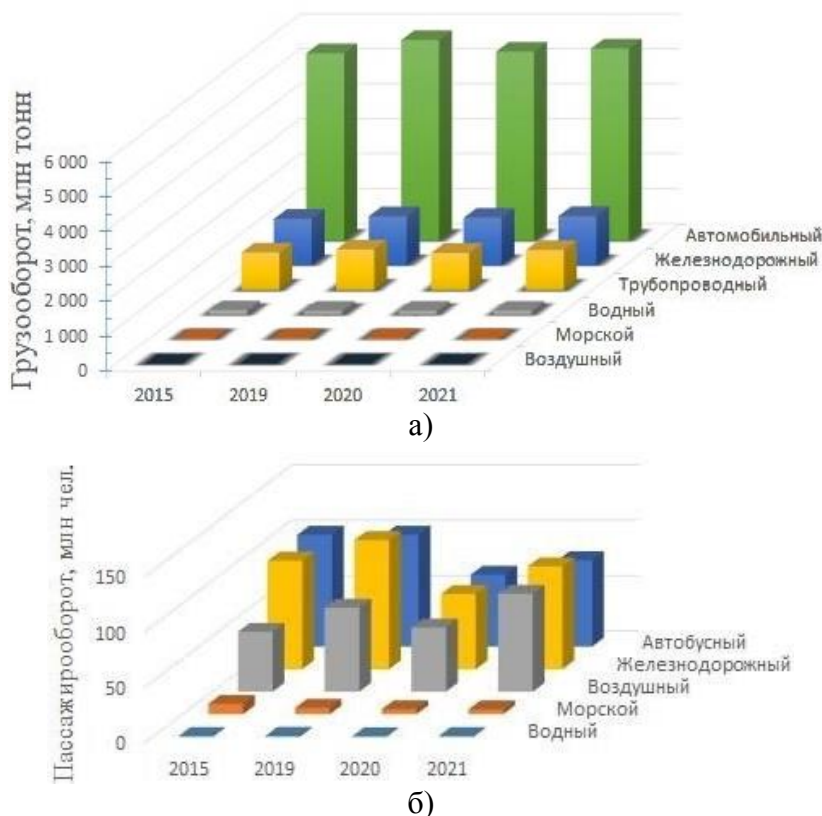 Грузооборот, млн тонн
6 000
5 000
4 000
3 000
2 000
1 000
0
Автомобильный
Железнодорожный
Трубопроводный
Водный
Морской
Воздушный
2015 2019 2020 2021
а)
Пассажирооборот, млн чел.
150
100
50
0
Автобусный
Железнодорожный
Воздушный
Морской
Водный
2015 2019 2020 2021
б)